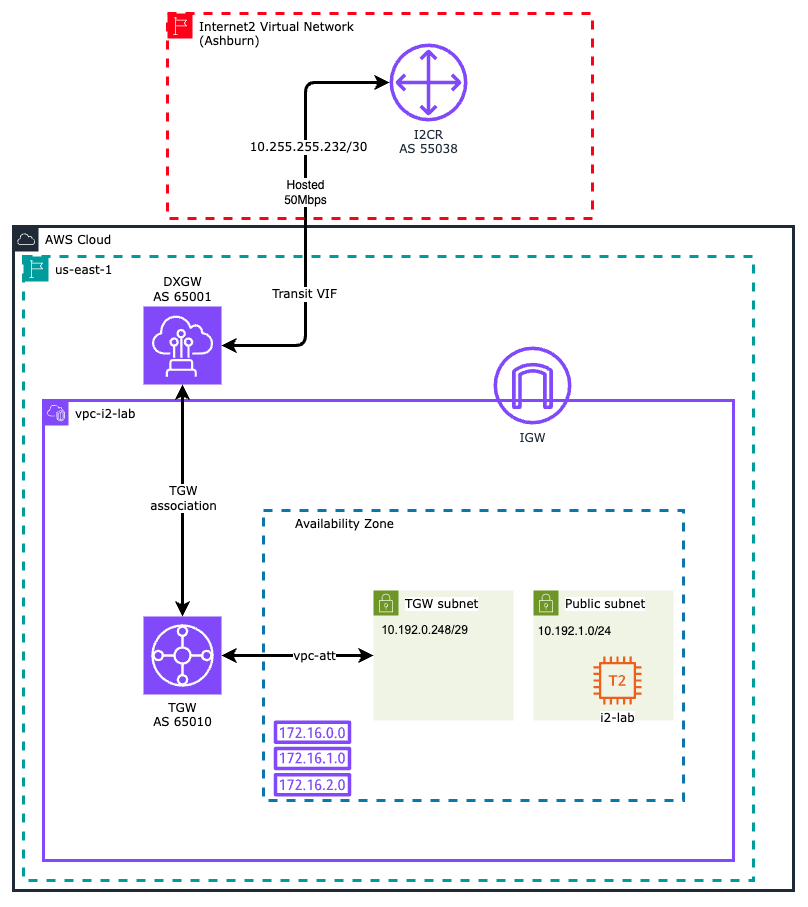 Internet2 Virtual Network
(Ashburn)
I2CR
AS 55038
10.255.255.232/30
Hosted
50Mbps
AWS Cloud
us-east-1
DXGW
AS 65001
Transit VIF
IGW
vpc-i2-lab
TGW
association
Availability Zone
TGW subnet
10.192.0.248/29
Public subnet
10.192.1.0/24
T2
i2-lab
vpc-att
TGW
AS 65010
172.16.0.0
172.16.1.0
172.16.2.0